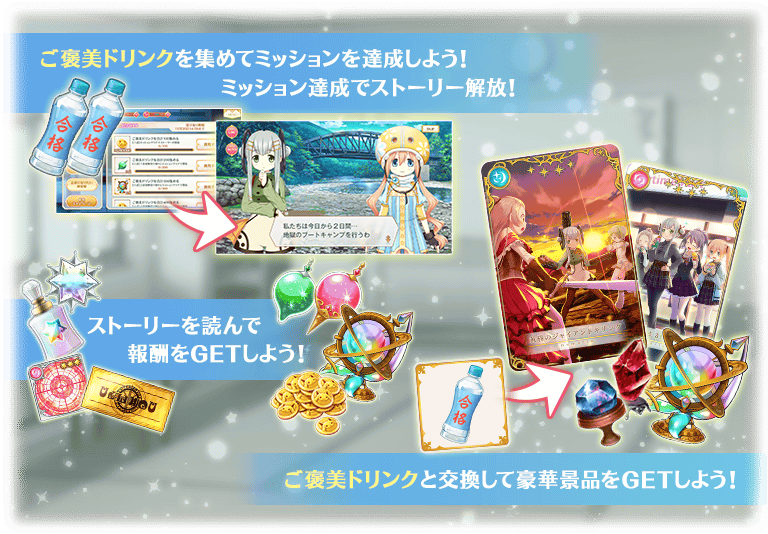 ご褒美ドリンクを集めてミッションを達成しよう!
ミッション達成でストーリー解放!
合格
合格
私たちは今日から2日間…
地獄のブートキャンプを行うわ
ストーリーを読んで
報酬をGETしよう!
合格
ご褒美ドリンクと交換して豪華景品をGETしよう!